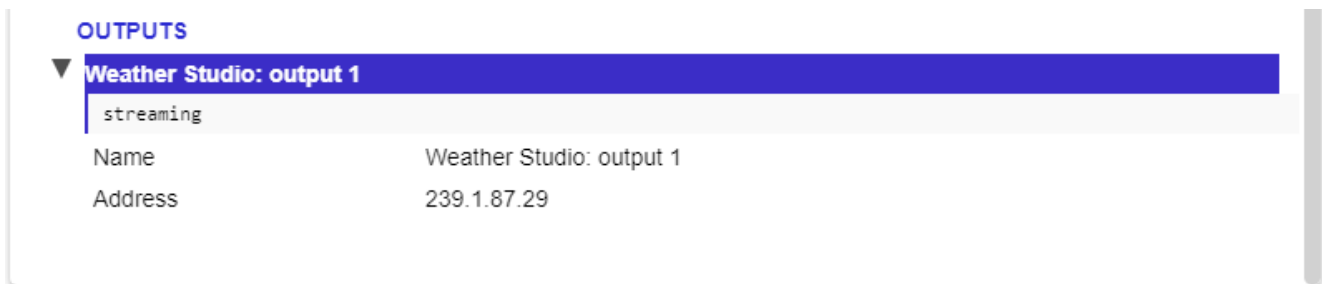 OUTPUTS
Weather Studio: output 1
streaming
Name Weather Studio: output 1
Address 239.1.87.29